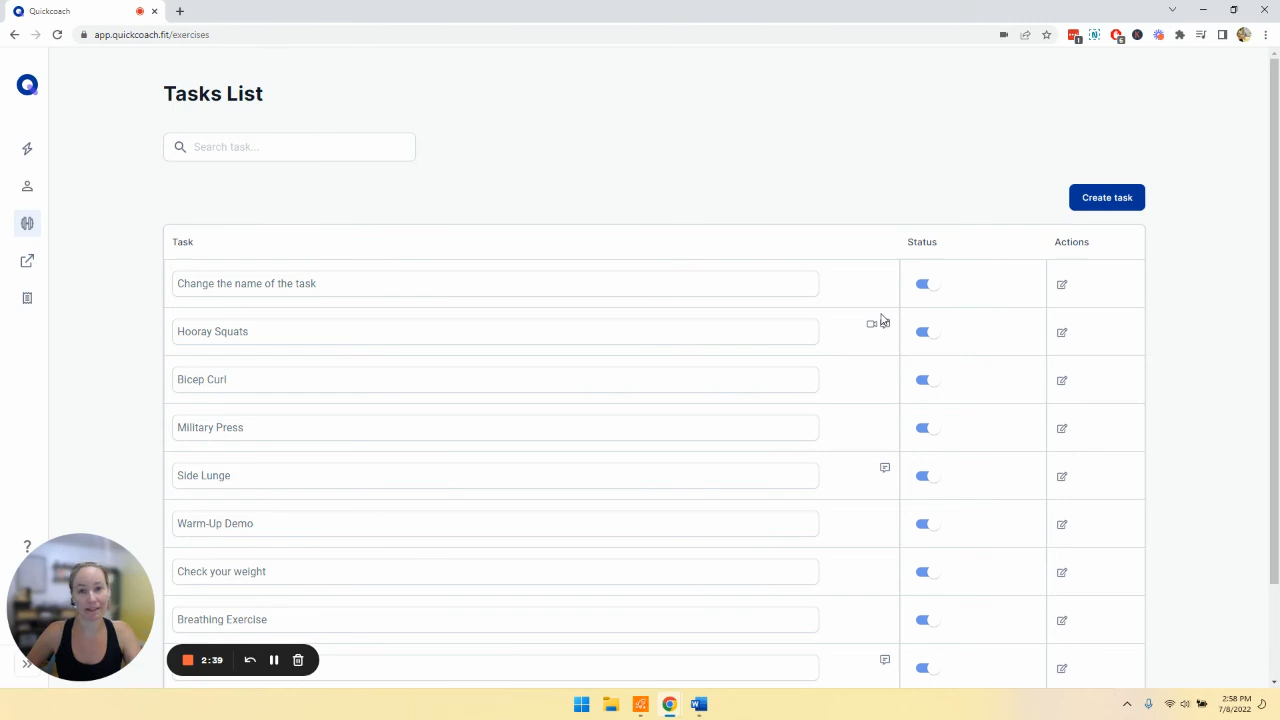 Quickcoach
app.quickcoach.fit/exercises
1
6
Tasks List
Search task...
Create task
Task Status Actions
Change the name of the task
Hooray Squats
Bicep Curl
Military Press
Side Lunge
Warm-Up Demo
Check your weight
Breathing Exercise
?
2:39
2:58 PM
7/8/2022